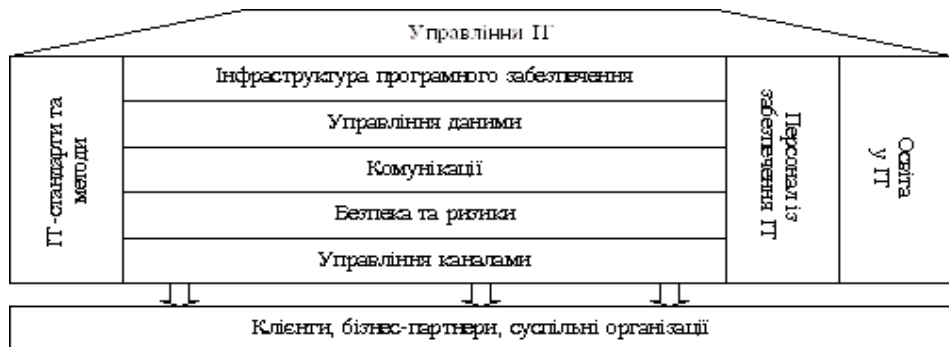 Управління ІТ
Інфраструктура програмного забезпечення
Управління даними
Комунікації
Безпека та ризики
Управління каналами
ІТ-стандарти та
методи
Персонал із
забезпечення ІТ
Освіта
у ІТ
Клієнти, бізнес-партнери, суспільні організації